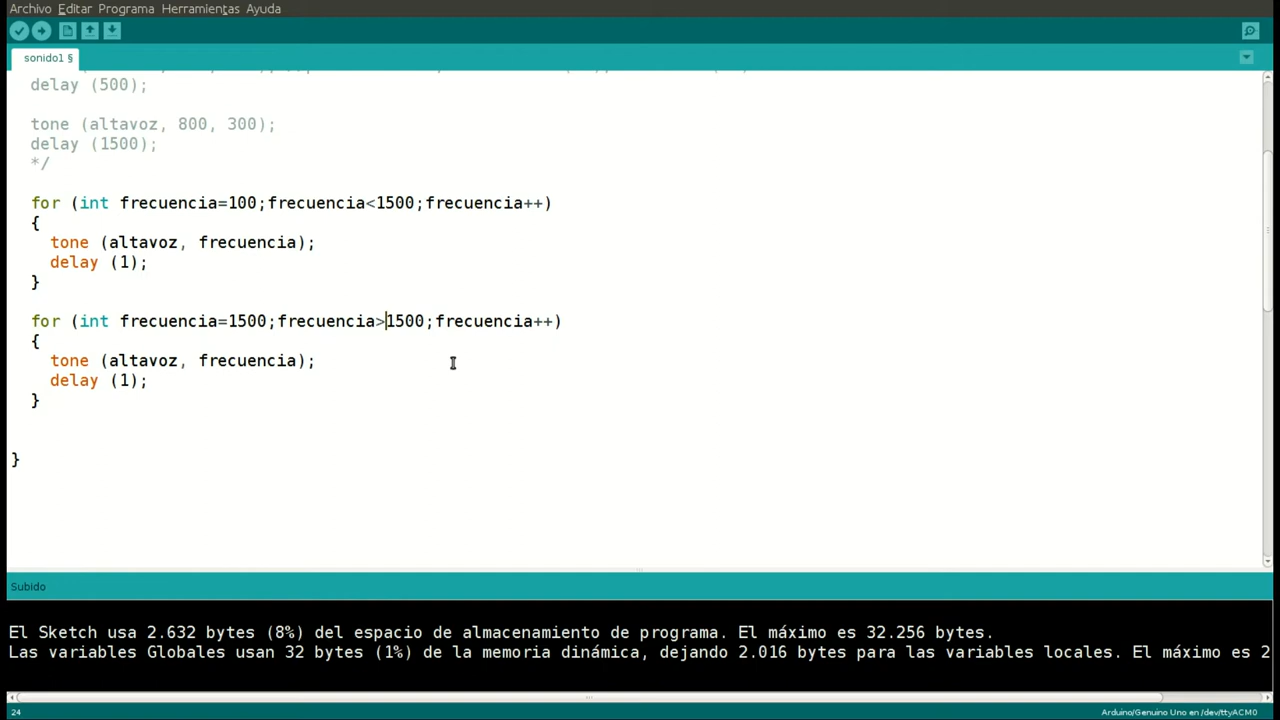 Archivo Editar Programa Herramientas Ayuda
sonido1 §
delay (500);
tone (altavoz, 800, 300);
delay (1500);
*/
for (int frecuencia=100;frecuencia<1500;frecuencia++)
{
tone (altavoz, frecuencia);
delay (1);
}
for (int frecuencia=1500;frecuencia>1500;frecuencia++)
{
tone (altavoz, frecuencia);
delay (1);
}
}
Subido
El Sketch usa 2.632 bytes (8%) del espacio de almacenamiento de programa. El máximo es 32.256 bytes.
Las variables Globales usan 32 bytes (1%) de la memoria dinámica, dejando 2.016 bytes para las variables locales. El máximo es 2
24
Arduino/Genuino Uno en /dev/ttyACM0